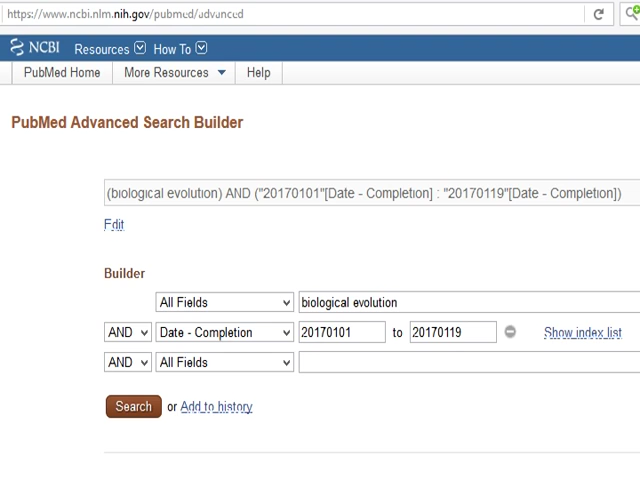 https://www.ncbi.nlm.nih.gov/pubmed/advanced
NCBI Resources How To
PubMed Home More Resources Help
PubMed Advanced Search Builder
(biological evolution) AND ("20170101"[Date - Completion] : "20170119"[Date - Completion])
Edit
Builder
All Fields biological evolution
AND Date - Completion 20170101 to 20170119 Show index list
AND All Fields
Search or Add to history